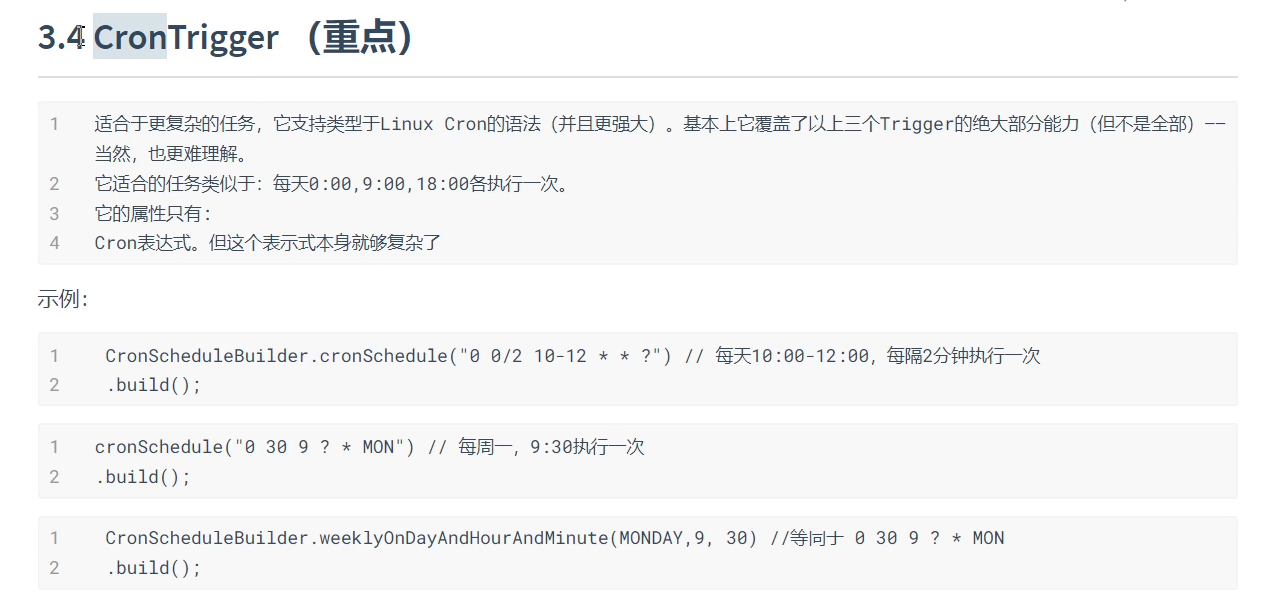 3.4 CronTrigger （重点）
1 适合于更复杂的任务，它支持类型于Linux Cron的语法（并且更强大）。基本上它覆盖了以上三个Trigger的绝大部分能力（但不是全部）——
当然，也更难理解。
2 它适合的任务类似于：每天0:00,9:00,18:00各执行一次。
3 它的属性只有：
4 Cron表达式。但这个表示式本身就够复杂了
示例：
1 CronScheduleBuilder.cronSchedule("0 0/2 10-12 * * ?") // 每天10:00-12:00，每隔2分钟执行一次
2 .build();
1 cronSchedule("0 30 9 ? * MON") // 每周一，9:30执行一次
2 .build();
1 CronScheduleBuilder.weeklyOnDayAndHourAndMinute(MONDAY,9, 30) //等同于 0 30 9 ? * MON
2 .build();